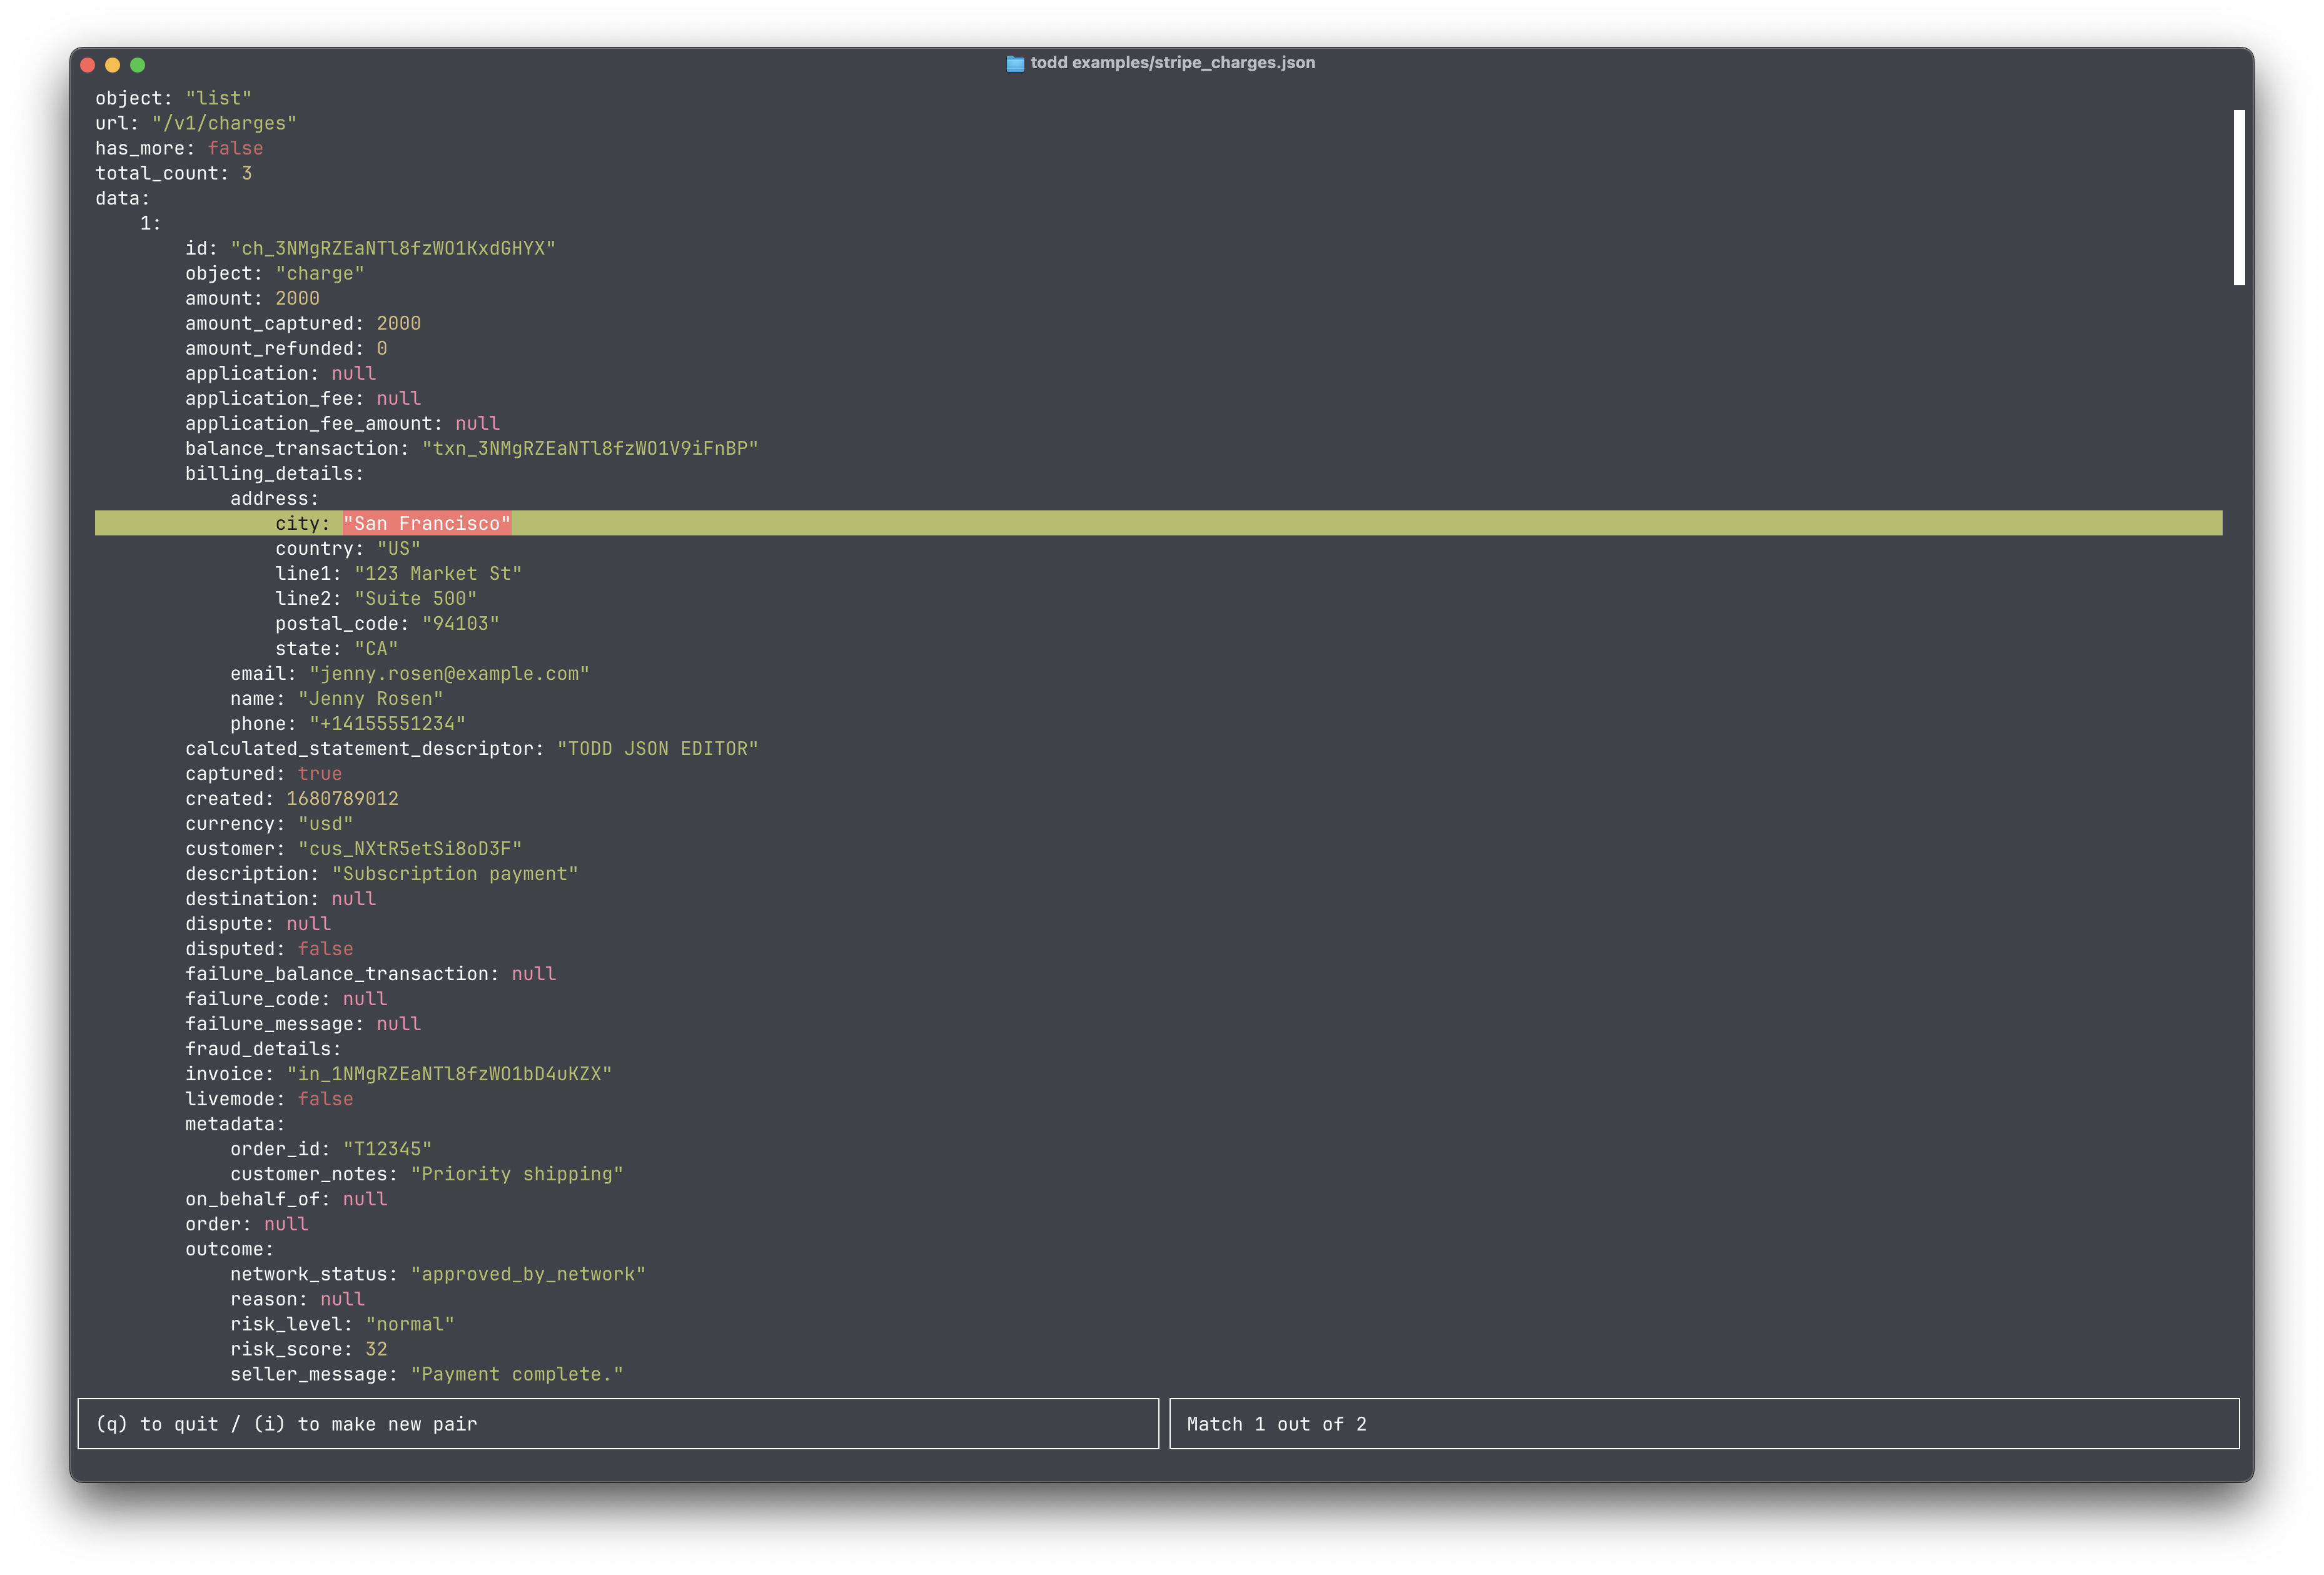 todd examples/stripe_charges.json
object: "list"
url: "/v1/charges"
has_more: false
total_count: 3
data:
    1:
        id: "ch_3NMgRZEaNTl8fzWO1KxdGHYX"
        object: "charge"
        amount: 2000
        amount_captured: 2000
        amount_refunded: 0
        application: null
        application_fee: null
        application_fee_amount: null
        balance_transaction: "txn_3NMgRZEaNTl8fzWO1V9iFnBP"
        billing_details:
            address:
                city: "San Francisco"
                country: "US"
                line1: "123 Market St"
                line2: "Suite 500"
                postal_code: "94103"
                state: "CA"
            email: "jenny.rosen@example.com"
            name: "Jenny Rosen"
            phone: "+14155551234"
        calculated_statement_descriptor: "TODD JSON EDITOR"
        captured: true
        created: 1680789012
        currency: "usd"
        customer: "cus_NXtR5etSi8oD3F"
        description: "Subscription payment"
        destination: null
        dispute: null
        disputed: false
        failure_balance_transaction: null
        failure_code: null
        failure_message: null
        fraud_details:
        invoice: "in_1NMgRZEaNTl8fzWO1bD4uKZX"
        livemode: false
        metadata:
            order_id: "T12345"
            customer_notes: "Priority shipping"
        on_behalf_of: null
        order: null
        outcome:
            network_status: "approved_by_network"
            reason: null
            risk_level: "normal"
            risk_score: 32
            seller_message: "Payment complete."
(q) to quit / (i) to make new pair
Match 1 out of 2